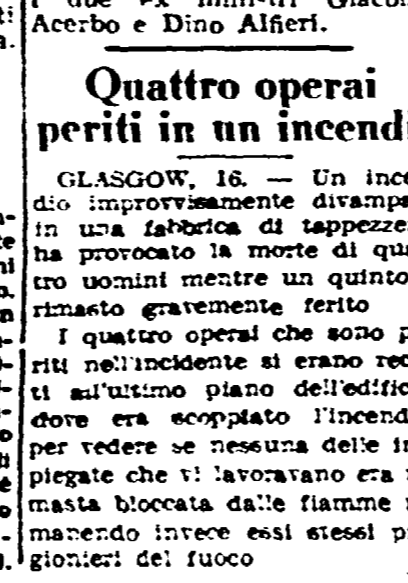 Acerbo e Dino Alfieri.
Quattro operai
periti in un incendi
GLASGOW, 16. — Un ince
dio improvvisamente divampa
in una fabbrica di tappezze
ha provocato la morte di qua
tro uomini mentre un quinto
rimasto gravemente ferito
I quattro operai che sono p
riti nell'incidente si erano rec
ti all'ultimo piano dell'edific
dove era scoppiato l'incend
per vedere se nessuna delle i
piegate che vi lavoravano era
masta bloccata dalle fiamme
manendo invece essi stessi p
gionieri del fuoco